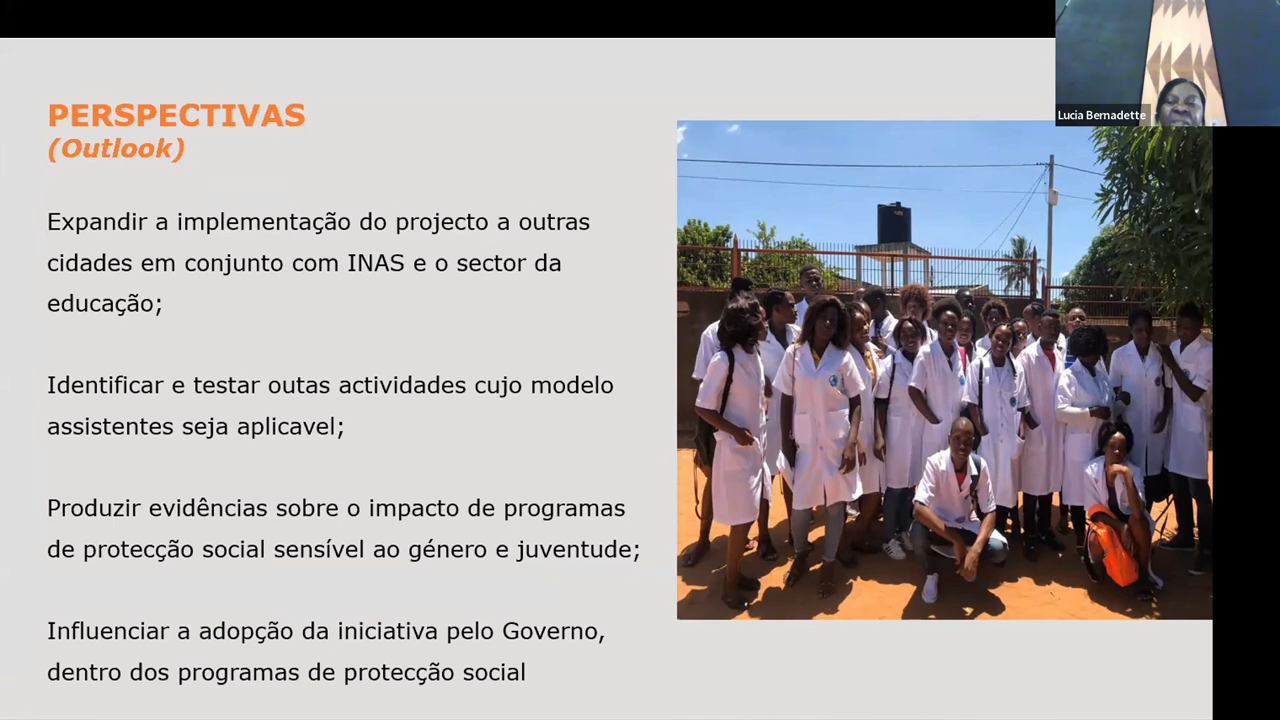 Lucia Bernadette
PERSPECTIVAS
(Outlook)
Expandir a implementação do projecto a outras
cidades em conjunto com INAS e o sector da
educação;
Identificar e testar outas actividades cujo modelo
assistentes seja aplicavel;
Produzir evidências sobre o impacto de programas
de protecção social sensível ao género e juventude;
Influenciar a adopção da iniciativa pelo Governo,
dentro dos programas de protecção social